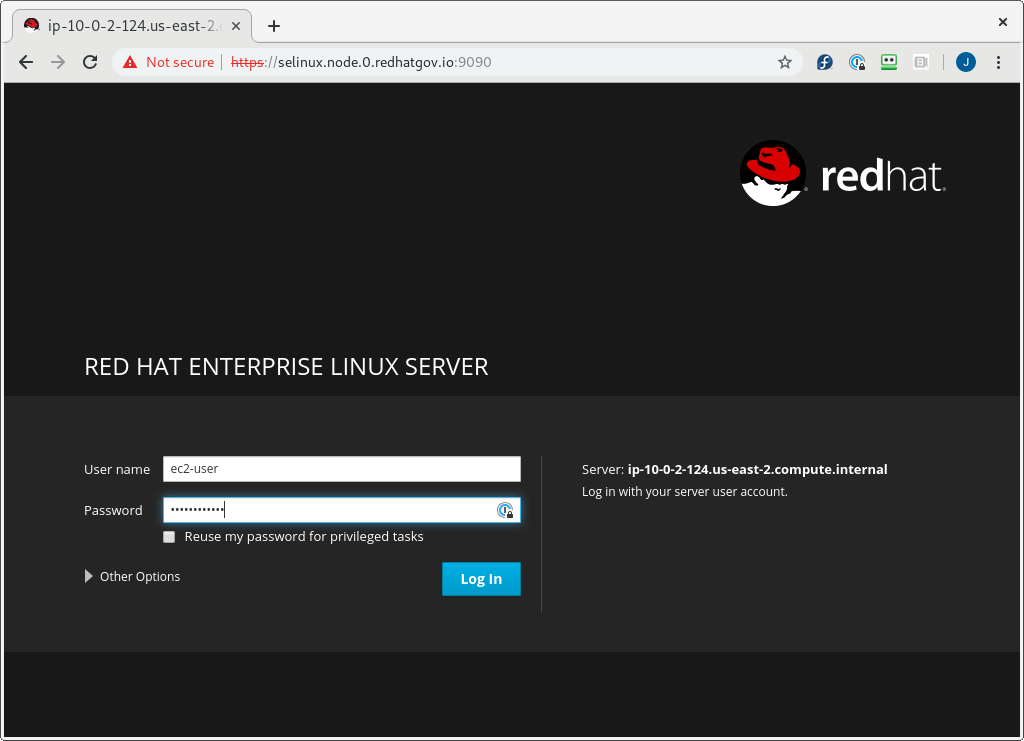 ip-10-0-2-124.us-east-2.
Not secure https://selinux.node.0.redhatgov.io:9090
J
redhat.
RED HAT ENTERPRISE LINUX SERVER
User name ec2-user
Server: ip-10-0-2-124.us-east-2.compute.internal
Log in with your server user account.
Password ••••••••••••
Reuse my password for privileged tasks
Other Options
Log In